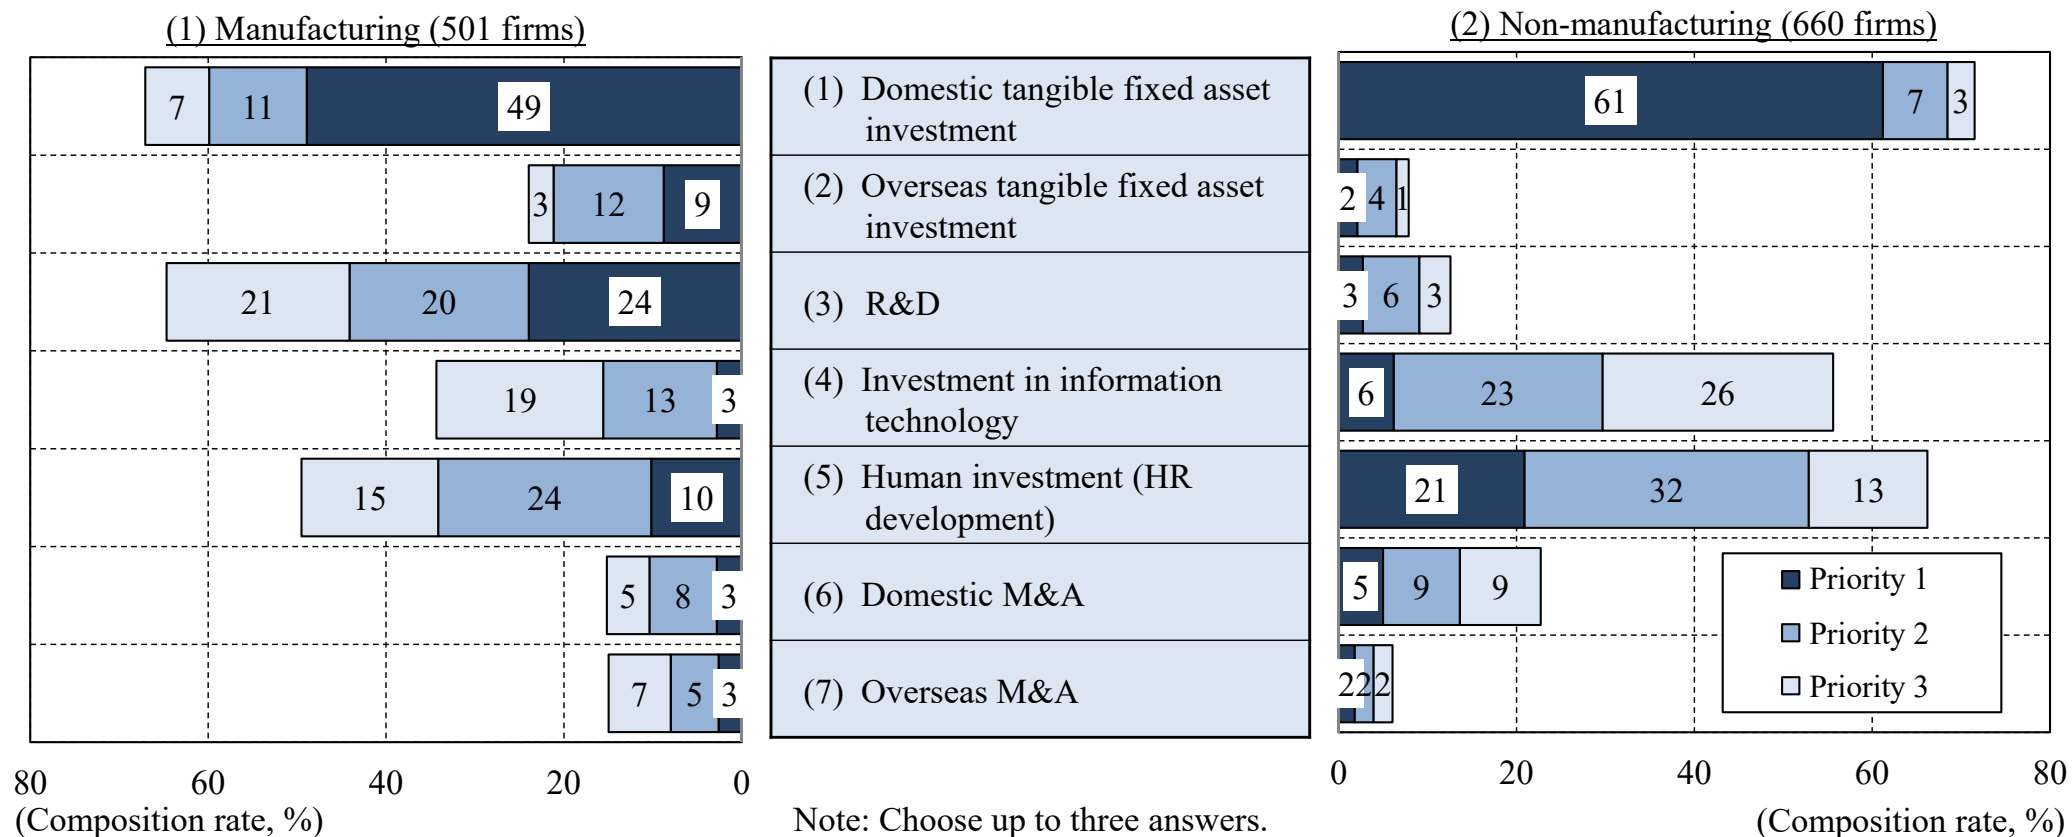 (1) Manufacturing (501 firms)
(2) Non-manufacturing (660 firms)
7 11 49
(1) Domestic tangible fixed asset
investment
61 7 3
3 12 9
(2) Overseas tangible fixed asset
investment
2 4 1
21 20 24
(3) R&D
3 6 3
19 13 3
(4) Investment in information
technology
6 23 26
15 24 10
(5) Human investment (HR
development)
21 32 13
5 8 3
(6) Domestic M&A
5 9 9
7 5 3
(7) Overseas M&A
2 2 2
Priority 1
Priority 2
Priority 3
80 60 40 20 0
0 20 40 60 80
(Composition rate, %)
Note: Choose up to three answers.
(Composition rate, %)